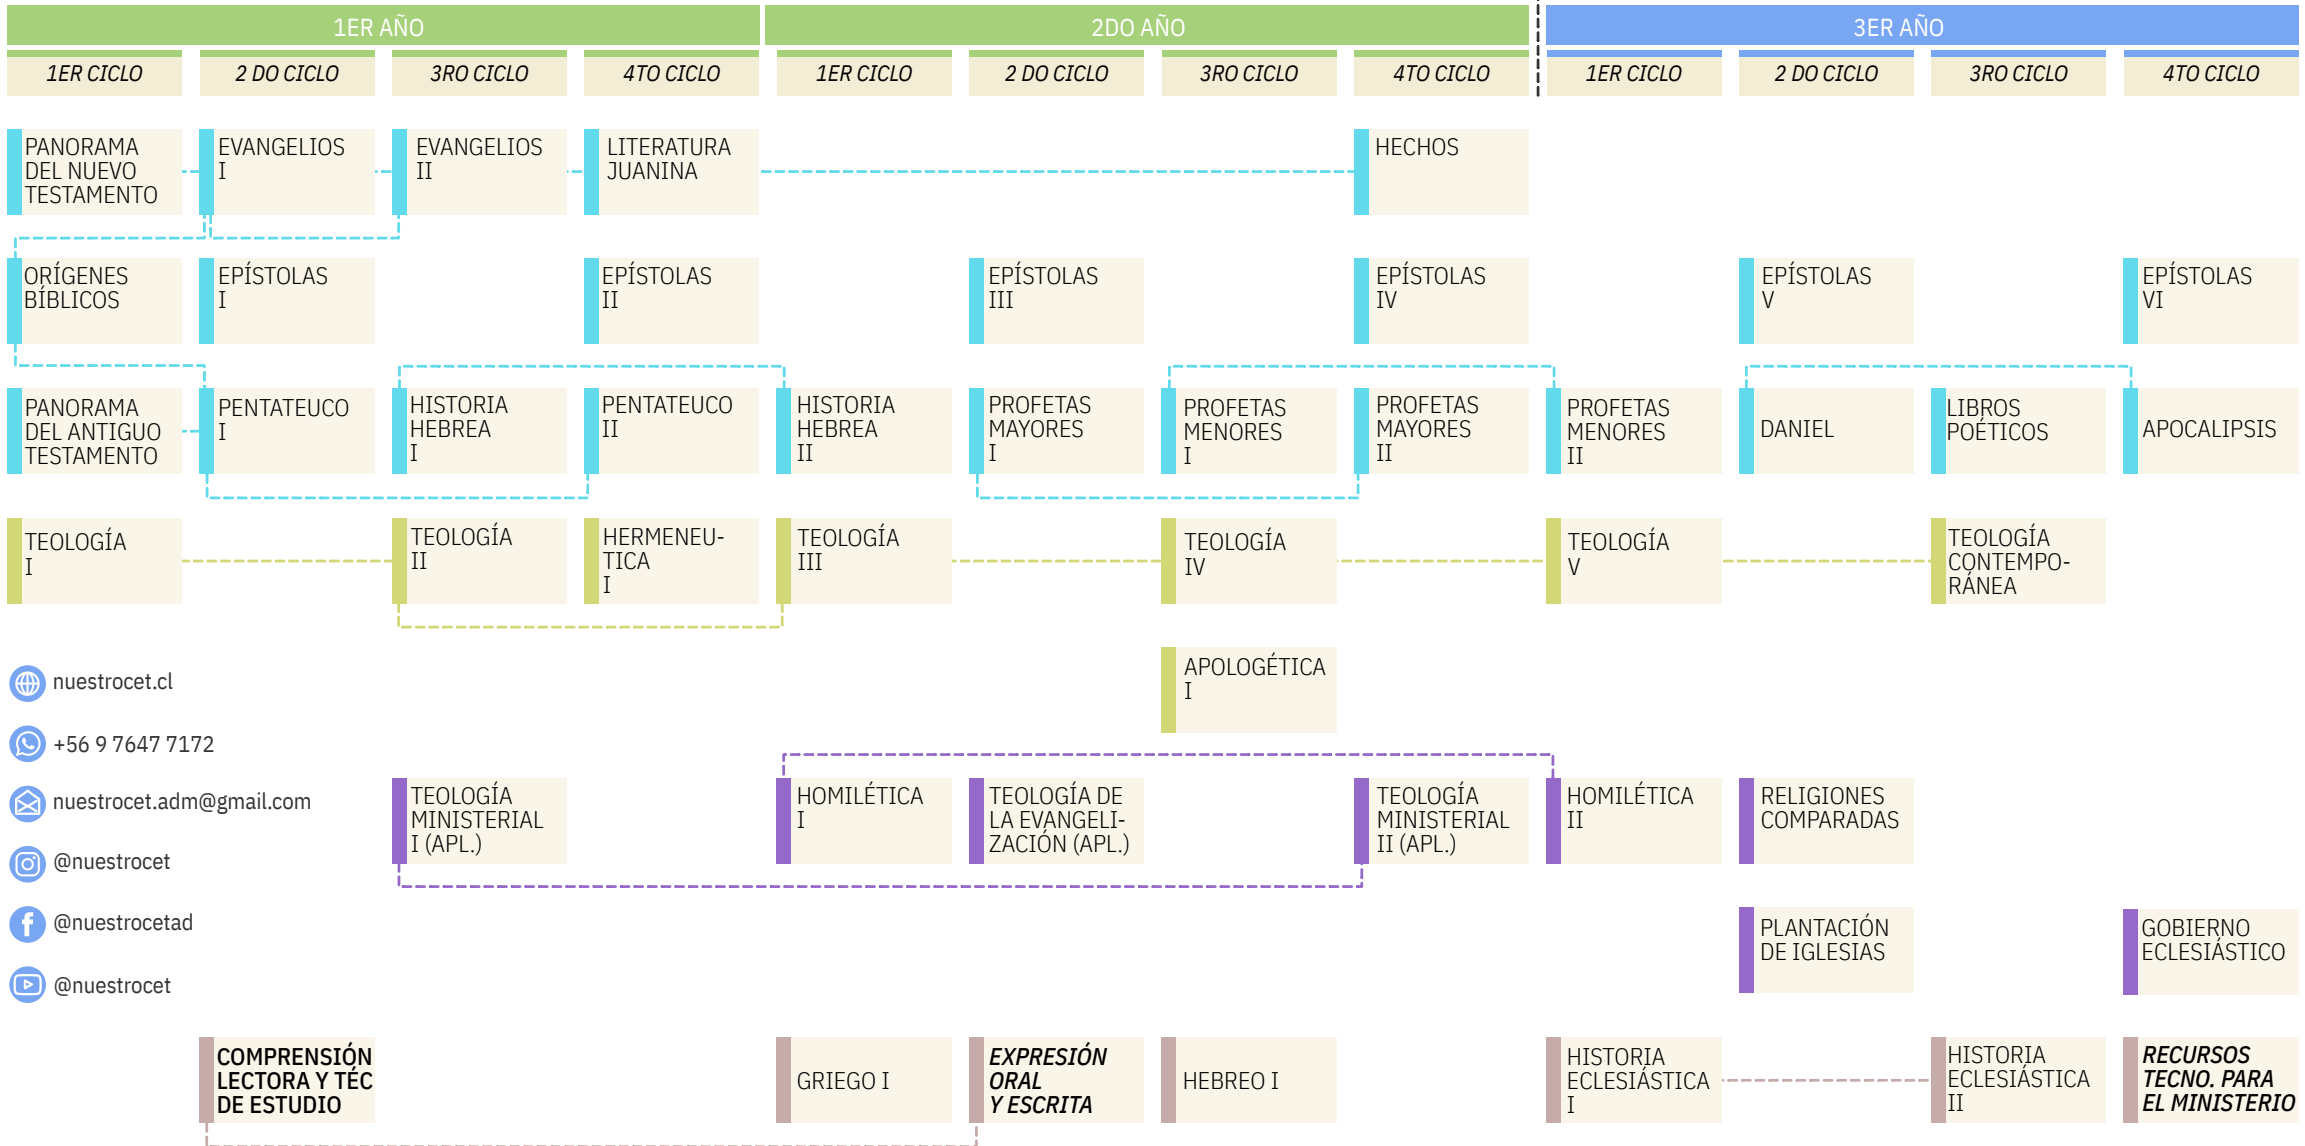 1ER AÑO
2DO AÑO
3ER AÑO
1ER CICLO
2 DO CICLO
3RO CICLO
4TO CICLO
1ER CICLO
2 DO CICLO
3RO CICLO
4TO CICLO
1ER CICLO
2 DO CICLO
3RO CICLO
4TO CICLO
PANORAMA
DEL NUEVO
TESTAMENTO
EVANGELIOS
I
EVANGELIOS
II
LITERATURA
JUANINA
HECHOS
ORÍGENES
BÍBLICOS
EPÍSTOLAS
I
EPÍSTOLAS
II
EPÍSTOLAS
III
EPÍSTOLAS
IV
EPÍSTOLAS
V
EPÍSTOLAS
VI
PANORAMA
DEL ANTIGUO
TESTAMENTO
PENTATEUCO
I
HISTORIA
HEBREA
I
PENTATEUCO
II
HISTORIA
HEBREA
II
PROFETAS
MAYORES
I
PROFETAS
MENORES
I
PROFETAS
MAYORES
II
PROFETAS
MENORES
II
DANIEL
LIBROS
POÉTICOS
APOCALIPSIS
TEOLOGÍA
I
TEOLOGÍA
II
HERMENEU-
TICA
I
TEOLOGÍA
III
TEOLOGÍA
IV
TEOLOGÍA
V
TEOLOGÍA
CONTEMPO-
RÁNEA
APOLOGÉTICA
I
nuestrocet.cl
+56 9 7647 7172
nuestrocet.adm@gmail.com
@nuestrocet
@nuestrocetad
@nuestrocet
TEOLOGÍA
MINISTERIAL
I (APL.)
HOMILÉTICA
I
TEOLOGÍA DE
LA EVANGELI-
ZACIÓN (APL.)
TEOLOGÍA
MINISTERIAL
II (APL.)
HOMILÉTICA
II
RELIGIONES
COMPARADAS
PLANTACIÓN
DE IGLESIAS
GOBIERNO
ECLESIÁSTICO
COMPRENSIÓN
LECTORA Y TÉC
DE ESTUDIO
GRIEGO I
EXPRESIÓN
ORAL
Y ESCRITA
HEBREO I
HISTORIA
ECLESIÁSTICA
I
HISTORIA
ECLESIÁSTICA
II
RECURSOS
TECNO. PARA
EL MINISTERIO